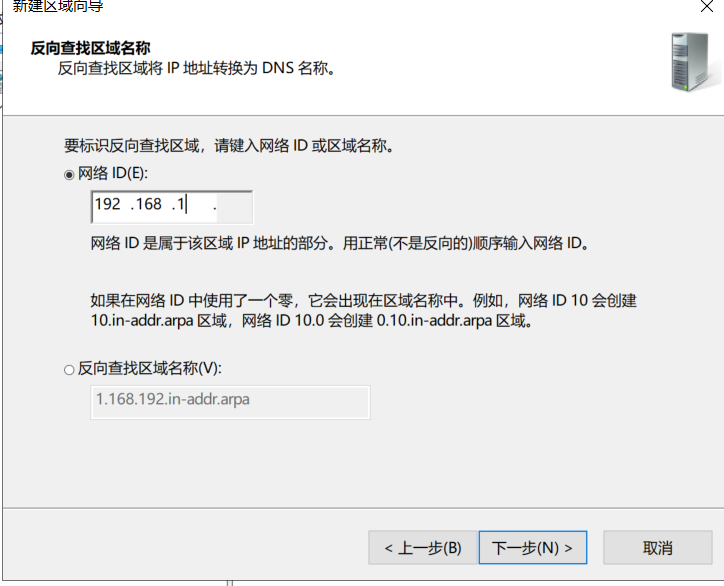 新建区域向导
反向查找区域名称
反向查找区域将 IP 地址转换为 DNS 名称。
要标识反向查找区域，请键入网络 ID 或区域名称。
网络 ID(E):
192 .168 .1 .
网络 ID 是属于该区域 IP 地址的部分。用正常(不是反向的)顺序输入网络 ID。
如果在网络 ID 中使用了一个零，它会出现在区域名称中。例如，网络 ID 10 会创建
10.in-addr.arpa 区域，网络 ID 10.0 会创建 0.10.in-addr.arpa 区域。
反向查找区域名称(V):
1.168.192.in-addr.arpa
< 上一步(B) 下一步(N) > 取消